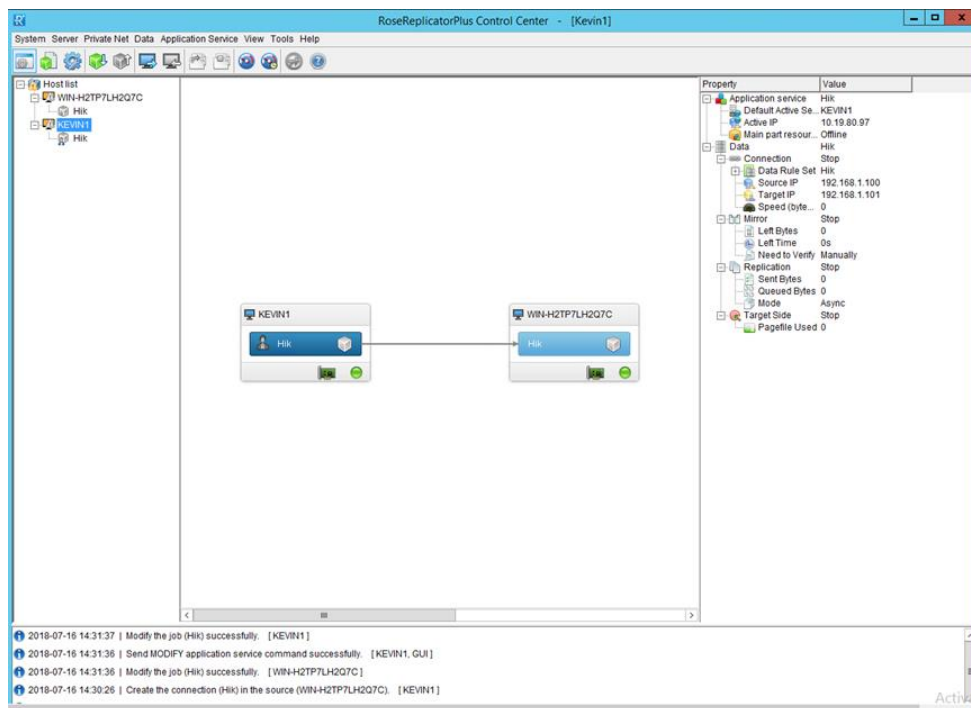 RoseReplicatorPlus Control Center - [Kevin1]
System Server Private Net Data Application Service View Tools Help
Host list
WIN-H2TP7LH2Q7C
Hik
KEVIN1
Hik
KEVIN1
Hik
WIN-H2TP7LH2Q7C
Hik
Property Value
Application service Hik
Default Active Se... KEVIN1
Active IP 10.19.80.97
Main part resour... Offline
Data Hik
Connection Stop
Data Rule Set Hik
Source IP 192.168.1.100
Target IP 192.168.1.101
Speed (byte... 0
Mirror Stop
Left Bytes 0
Left Time 0s
Need to Verify Manually
Replication Stop
Sent Bytes 0
Queued Bytes 0
Mode Async
Target Side Stop
Pagefile Used 0
2018-07-16 14:31:37 | Modify the job (Hik) successfully. [KEVIN1]
2018-07-16 14:31:36 | Send MODIFY application service command successfully. [KEVIN1, GUI]
2018-07-16 14:31:36 | Modify the job (Hik) successfully. [WIN-H2TP7LH2Q7C]
2018-07-16 14:30:26 | Create the connection (Hik) in the source (WIN-H2TP7LH2Q7C). [KEVIN1]
Activa